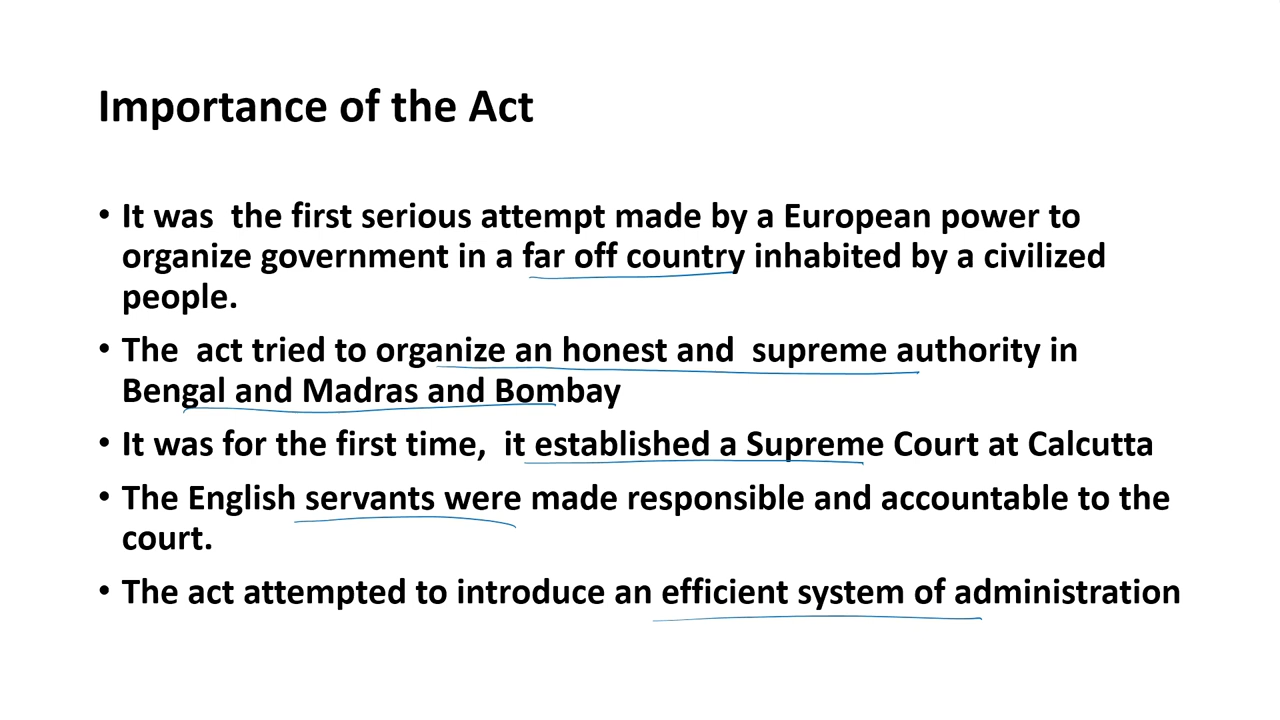 Importance of the Act
• It was  the first serious attempt made by a European power to
organize government in a far off country inhabited by a civilized
people.
• The  act tried to organize an honest and  supreme authority in
Bengal and Madras and Bombay
• It was for the first time,  it established a Supreme Court at Calcutta
• The English servants were made responsible and accountable to the
court.
• The act attempted to introduce an efficient system of administration